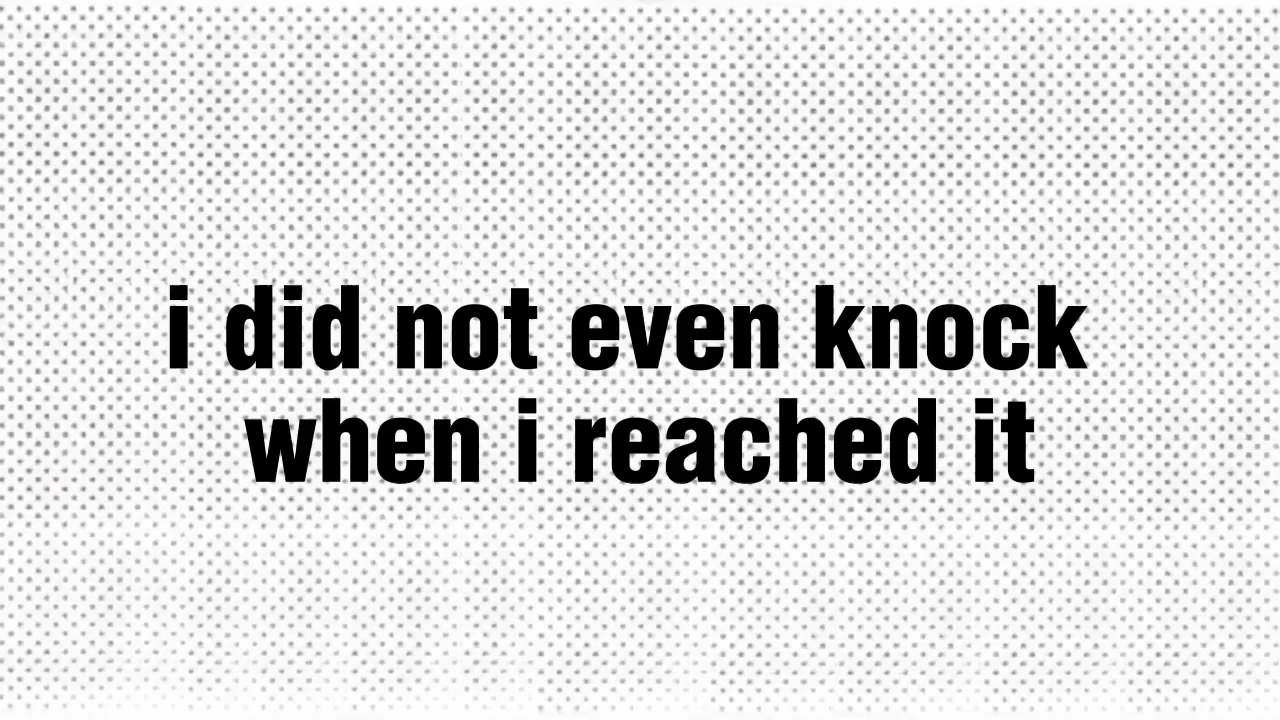 i did not even knock
when i reached it